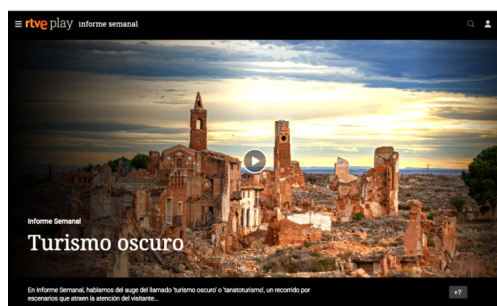 rtve play informe semanal
Informe Semanal
Turismo oscuro
En Informe Semanal, hablamos del auge del llamado 'turismo oscuro' o 'tanatoturismo', un recorrido por
escenarios que atraen la atención del visitante...
+7